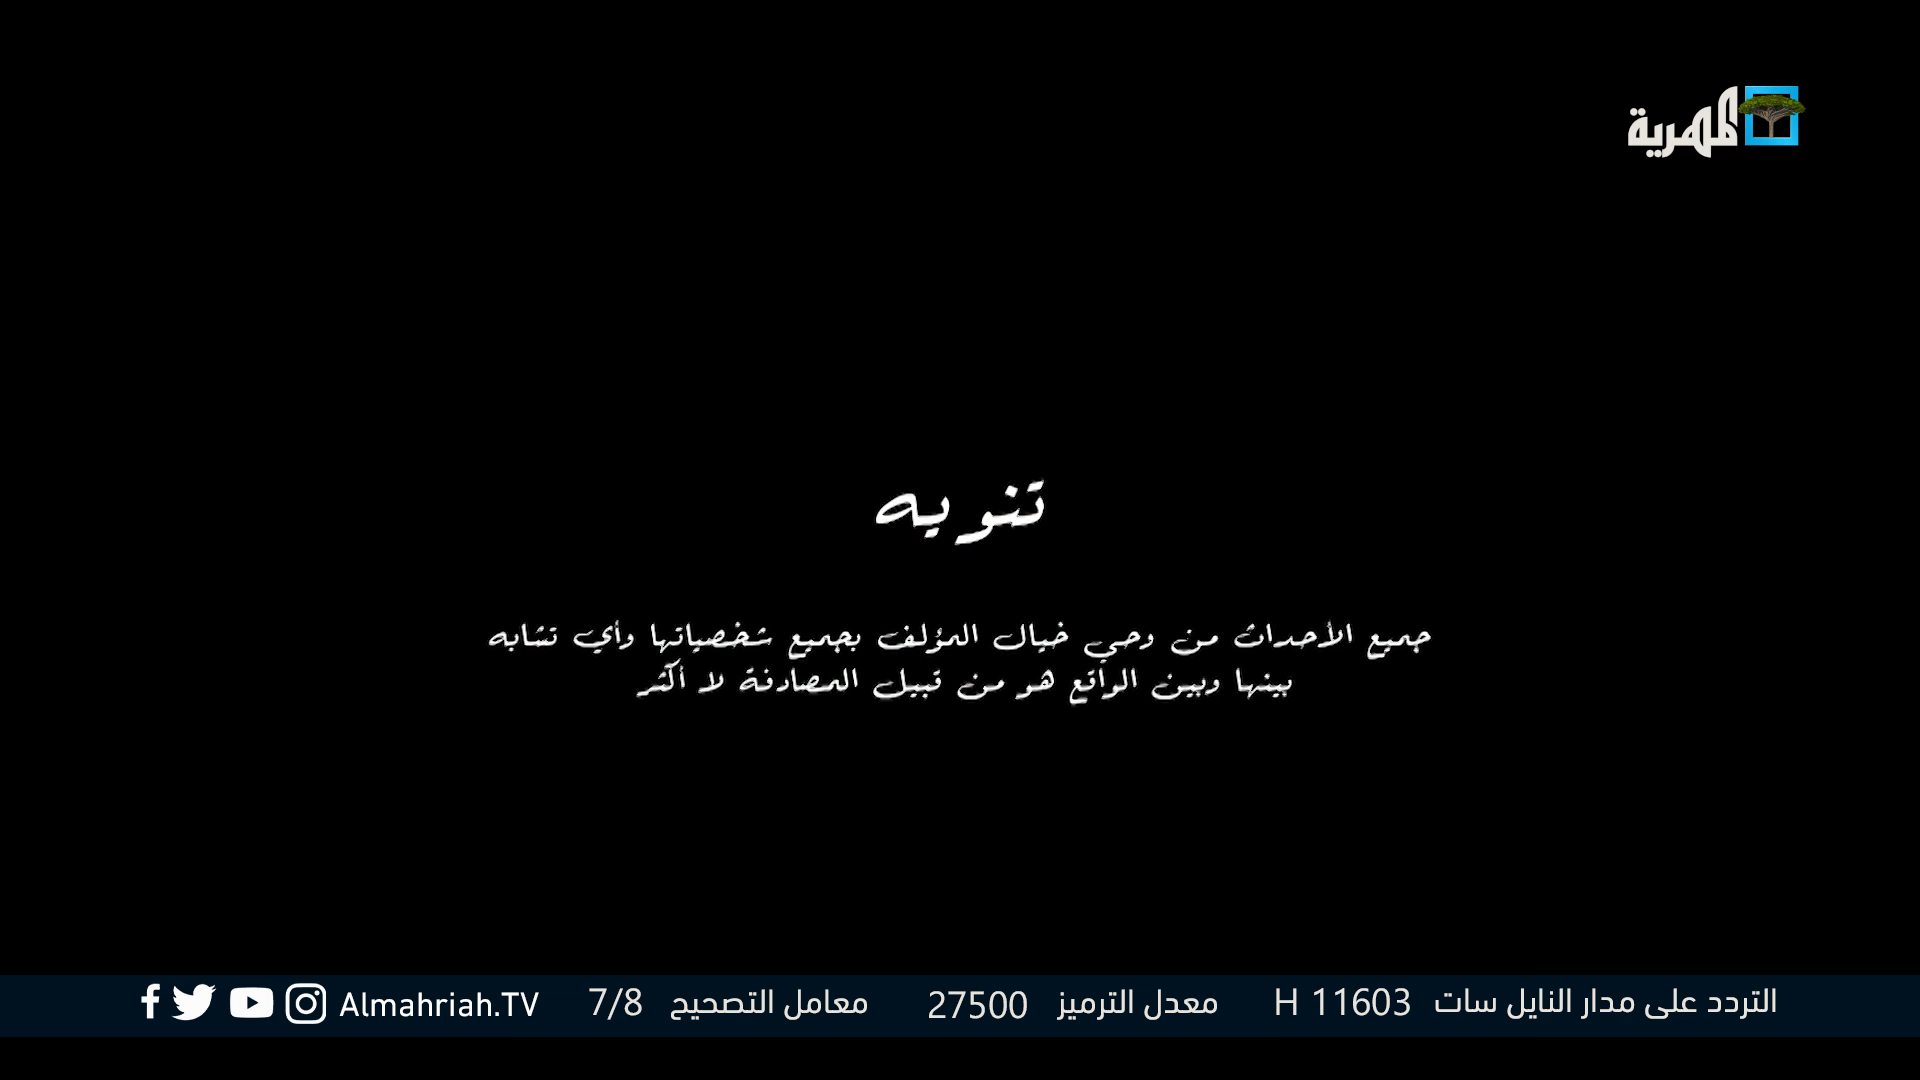 المهرية
تنويه
جميع الأحداث من وحي خيال المؤلف بجميع شخصياتها وأي تشابه
بينها وبين الواقع هو من قبيل المصادفة لا أكثر
التردد على مدار النايل سات H 11603 معدل الترميز 27500 معامل التصحيح 7/8 Almahriah.TV